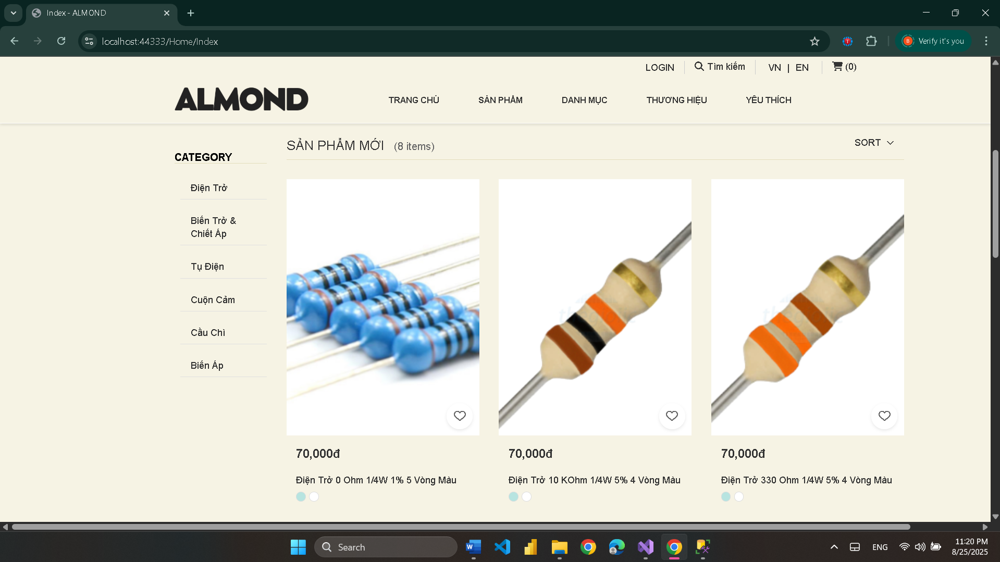 Index - ALMOND
localhost:44333/Home/Index
Verify it's you
LOGIN
Tìm kiếm
VN | EN
(0)
ALMOND
TRANG CHỦ
SẢN PHẨM
DANH MỤC
THƯƠNG HIỆU
YÊU THÍCH
CATEGORY
Điện Trở
Biến Trở &
Chiết Áp
Tụ Điện
Cuộn Cảm
Cầu Chì
Biến Áp
SẢN PHẨM MỚI (8 items)
SORT
70,000đ
Điện Trở 0 Ohm 1/4W 1% 5 Vòng Màu
70,000đ
Điện Trở 10 KOhm 1/4W 5% 4 Vòng Màu
70,000đ
Điện Trở 330 Ohm 1/4W 5% 4 Vòng Màu
Search
ENG
11:20 PM
8/25/2025